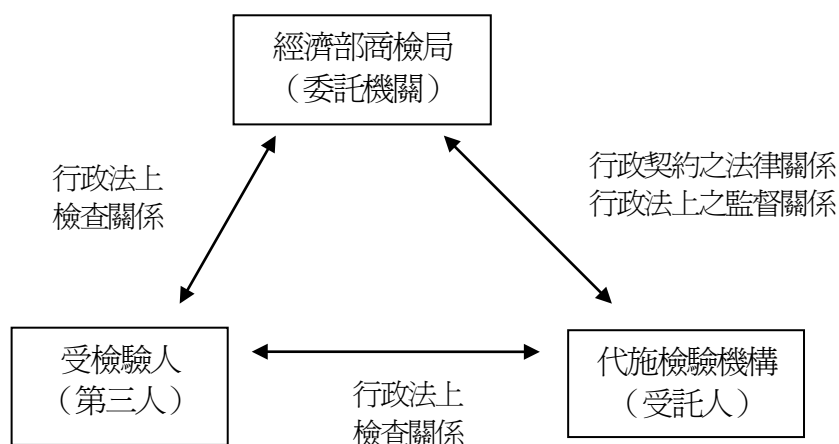 經濟部商檢局
（委託機關）
行政法上
檢查關係
行政契約之法律關係
行政法上之監督關係
受檢驗人
（第三人）
行政法上
檢查關係
代施檢驗機構
（受託人）